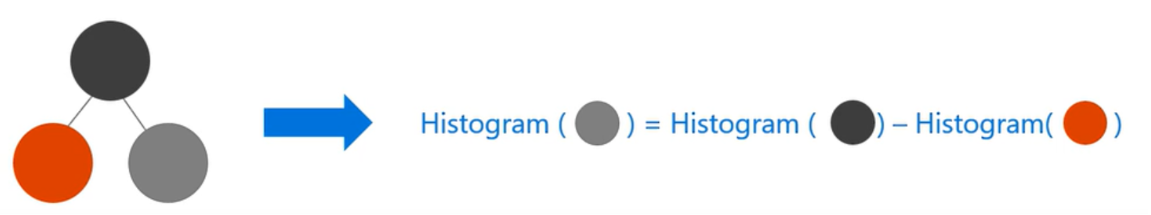 Histogram ( ) = Histogram ( ) – Histogram( )